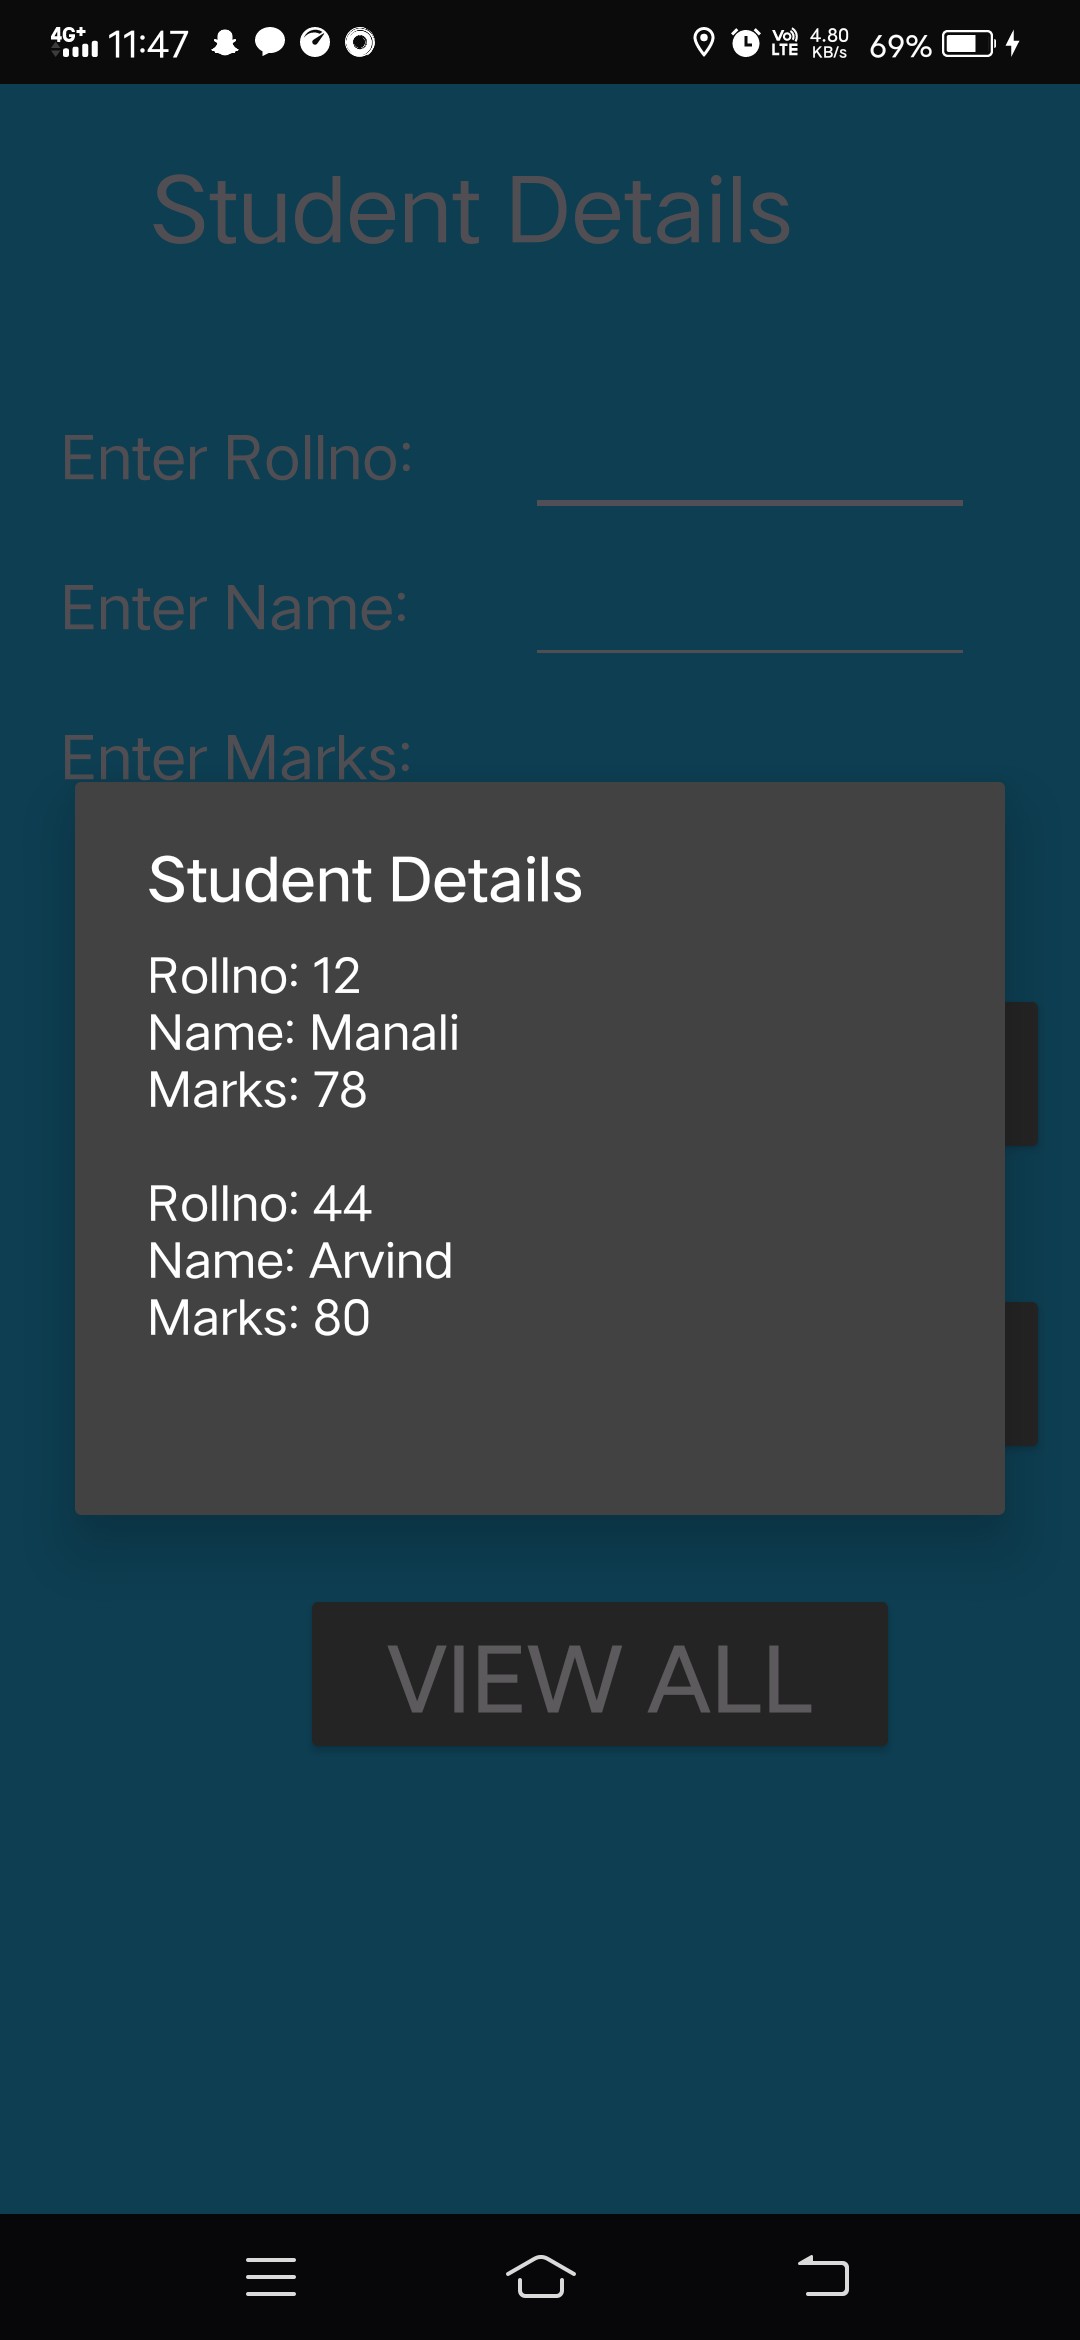 4G+ 11:47 Vo) LTE 4.80 KB/s 69%
Student Details
Enter Rollno:
Enter Name:
Enter Marks:
Student Details
Rollno: 12
Name: Manali
Marks: 78
Rollno: 44
Name: Arvind
Marks: 80
VIEW ALL